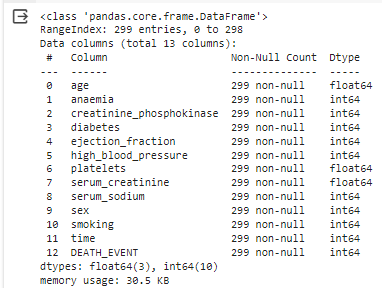 <class 'pandas.core.frame.DataFrame'>
RangeIndex: 299 entries, 0 to 298
Data columns (total 13 columns):
 #   Column                    Non-Null Count  Dtype
---  ------                    --------------  -----
 0   age                       299 non-null    float64
 1   anaemia                   299 non-null    int64
 2   creatinine_phosphokinase  299 non-null    int64
 3   diabetes                  299 non-null    int64
 4   ejection_fraction         299 non-null    int64
 5   high_blood_pressure       299 non-null    int64
 6   platelets                 299 non-null    float64
 7   serum_creatinine          299 non-null    float64
 8   serum_sodium              299 non-null    int64
 9   sex                       299 non-null    int64
 10  smoking                   299 non-null    int64
 11  time                      299 non-null    int64
 12  DEATH_EVENT               299 non-null    int64
dtypes: float64(3), int64(10)
memory usage: 30.5 KB